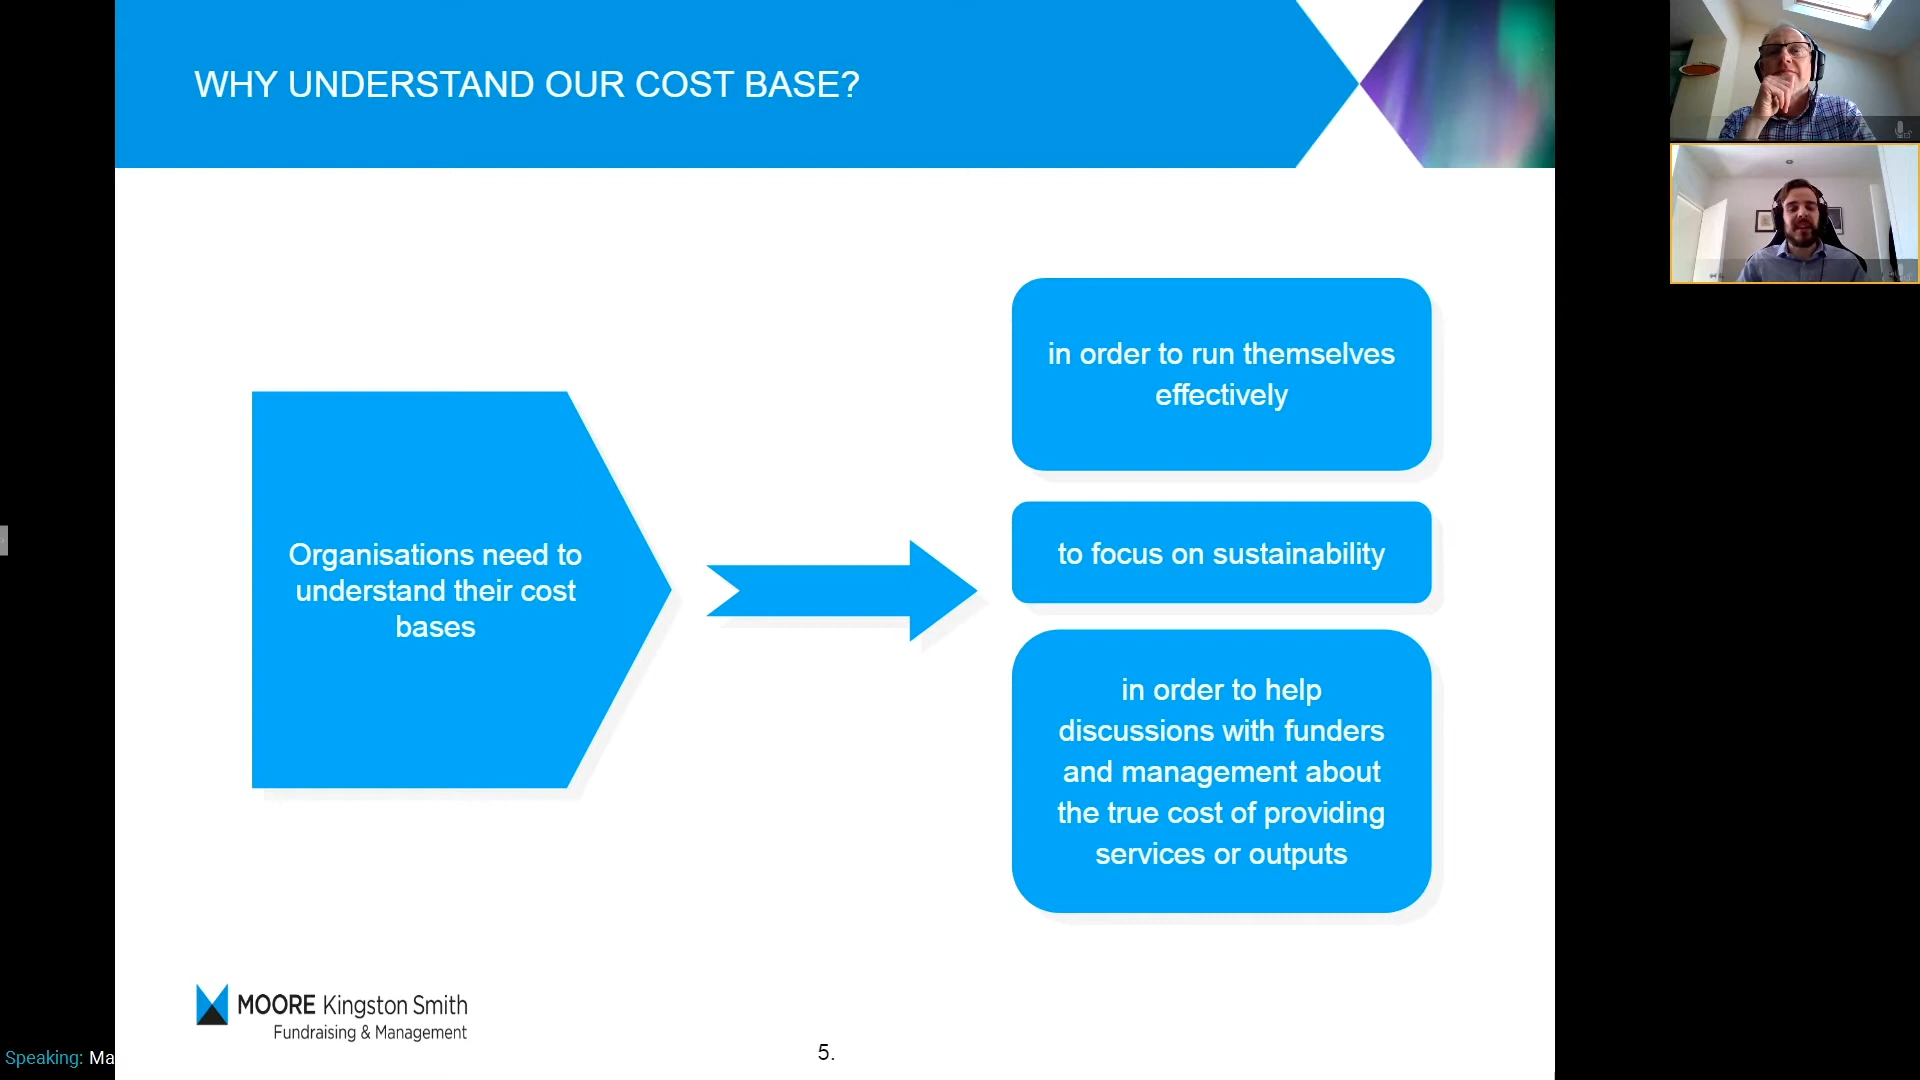 WHY UNDERSTAND OUR COST BASE?
Organisations need to
understand their cost
bases
in order to run themselves
effectively
to focus on sustainability
in order to help
discussions with funders
and management about
the true cost of providing
services or outputs
MOORE Kingston Smith
Fundraising & Management
5.
Speaking: Ma